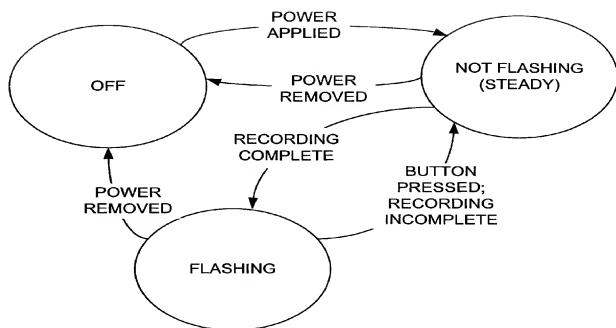 POWER
APPLIED
OFF
NOT FLASHING
(STEADY)
POWER
REMOVED
RECORDING
COMPLETE
BUTTON
PRESSED;
RECORDING
INCOMPLETE
POWER
REMOVED
FLASHING